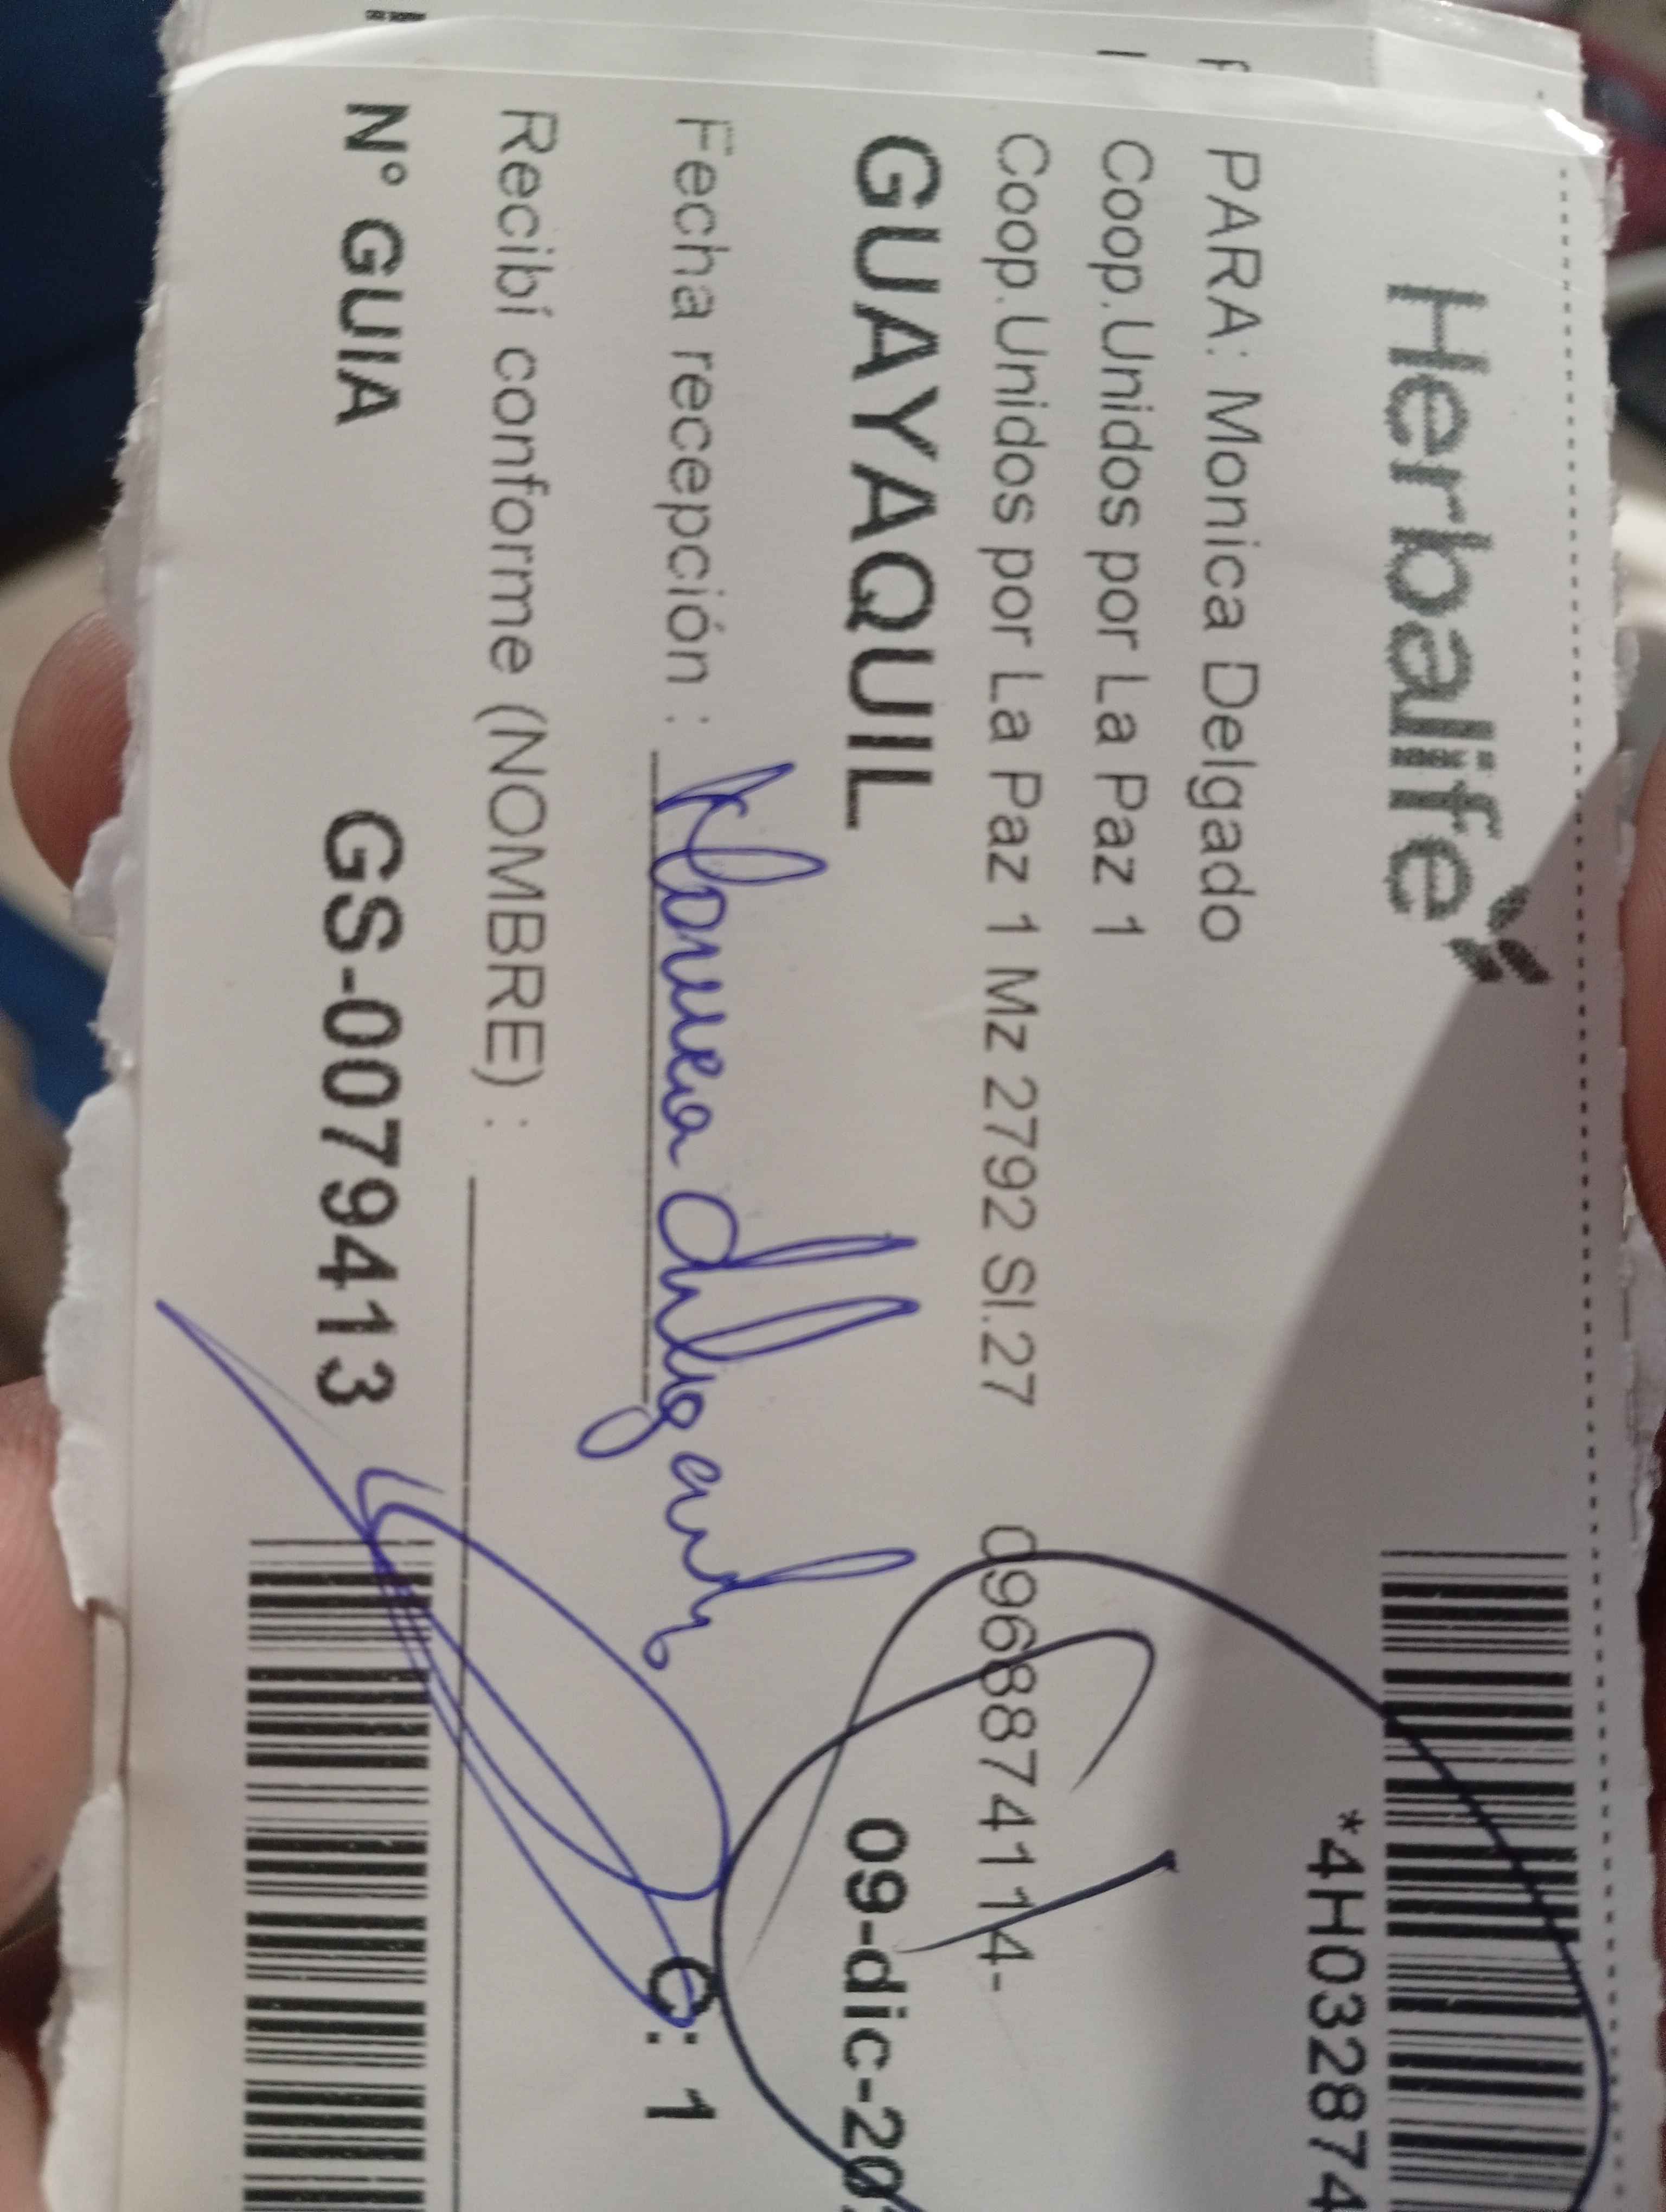 Herbalife
*4H032874
PARA: Monica Delgado
Coop.Unidos por La Paz 1
Coop.Unidos por La Paz 1 Mz 2792 Sl.27 0968874114-
GUAYAQUIL 09-dic-20
Fecha recepción : Monica Delgado
C: 1
Recibí conforme (NOMBRE) :
N° GUIA GS-0079413